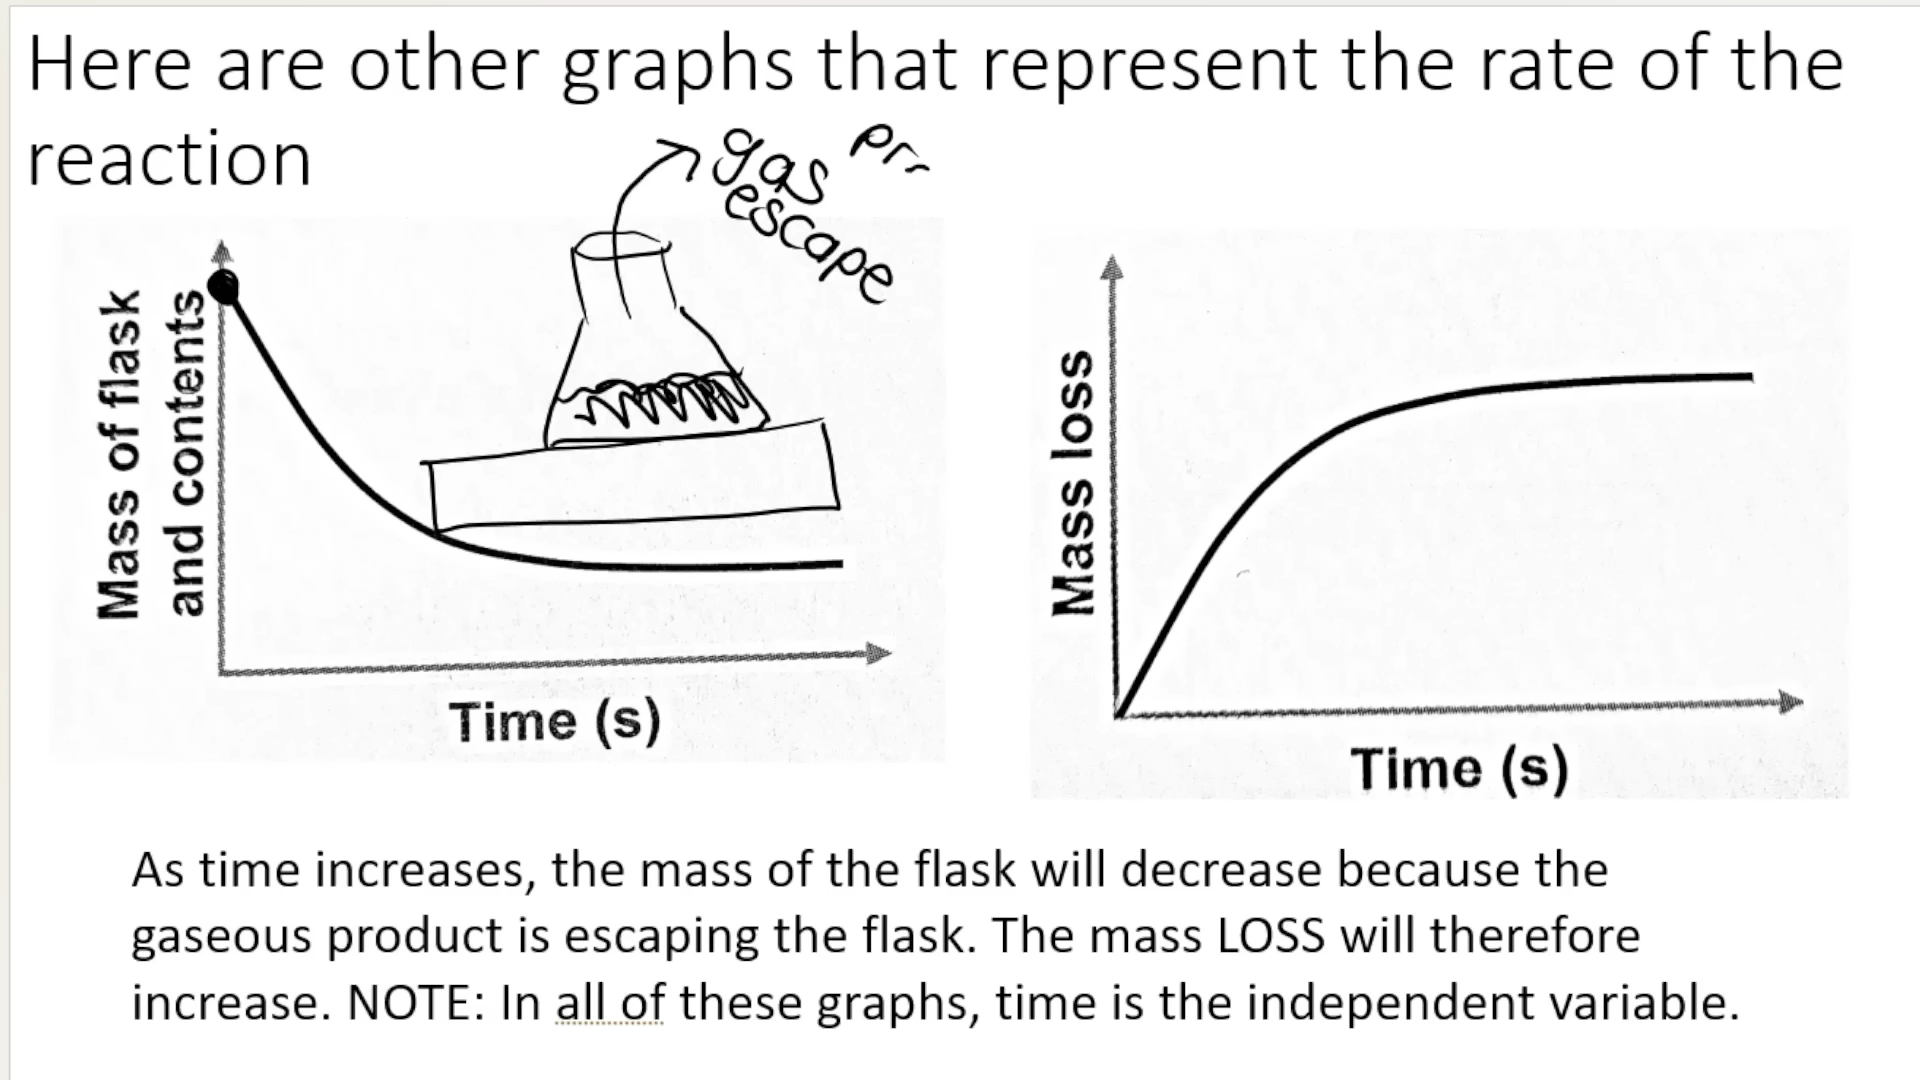 Here are other graphs that represent the rate of the
reaction
gas
escape
Mass of flask
and contents
Time (s)
Mass loss
Time (s)
As time increases, the mass of the flask will decrease because the
gaseous product is escaping the flask. The mass LOSS will therefore
increase. NOTE: In all of these graphs, time is the independent variable.